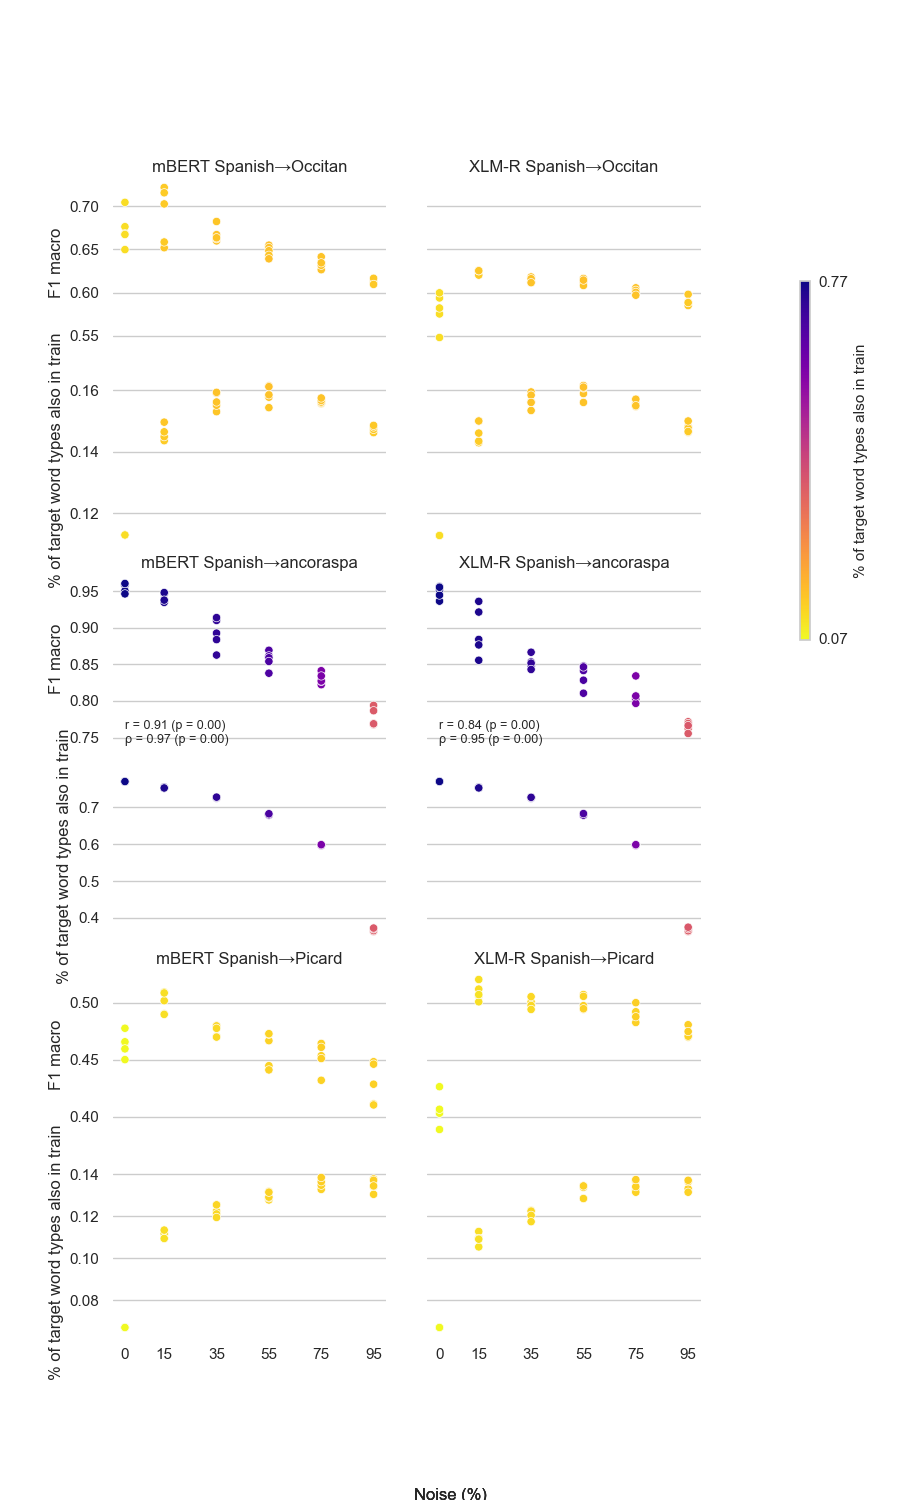 mBERT Spanish→Occitan
XLM-R Spanish→Occitan
0.70
0.65
0.60
0.55
F1 macro
0.16
0.14
0.12
% of target word types also in train
0.77
0.07
% of target word types also in train
mBERT Spanish→ancoraspa
XLM-R Spanish→ancoraspa
0.95
0.90
0.85
0.80
0.75
F1 macro
r = 0.91 (p = 0.00)
ρ = 0.97 (p = 0.00)
r = 0.84 (p = 0.00)
ρ = 0.95 (p = 0.00)
0.7
0.6
0.5
0.4
% of target word types also in train
mBERT Spanish→Picard
XLM-R Spanish→Picard
0.50
0.45
0.40
F1 macro
0.14
0.12
0.10
0.08
% of target word types also in train
0 15 35 55 75 95
0 15 35 55 75 95
Noise (%)